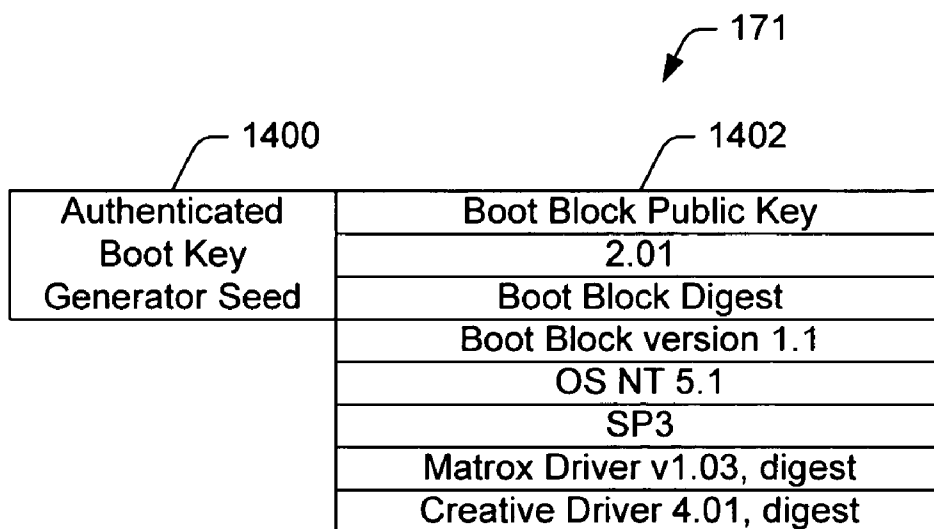 171
1400
1402
Authenticated
Boot Key
Generator Seed
Boot Block Public Key
2.01
Boot Block Digest
Boot Block version 1.1
OS NT 5.1
SP3
Matrox Driver v1.03, digest
Creative Driver 4.01, digest